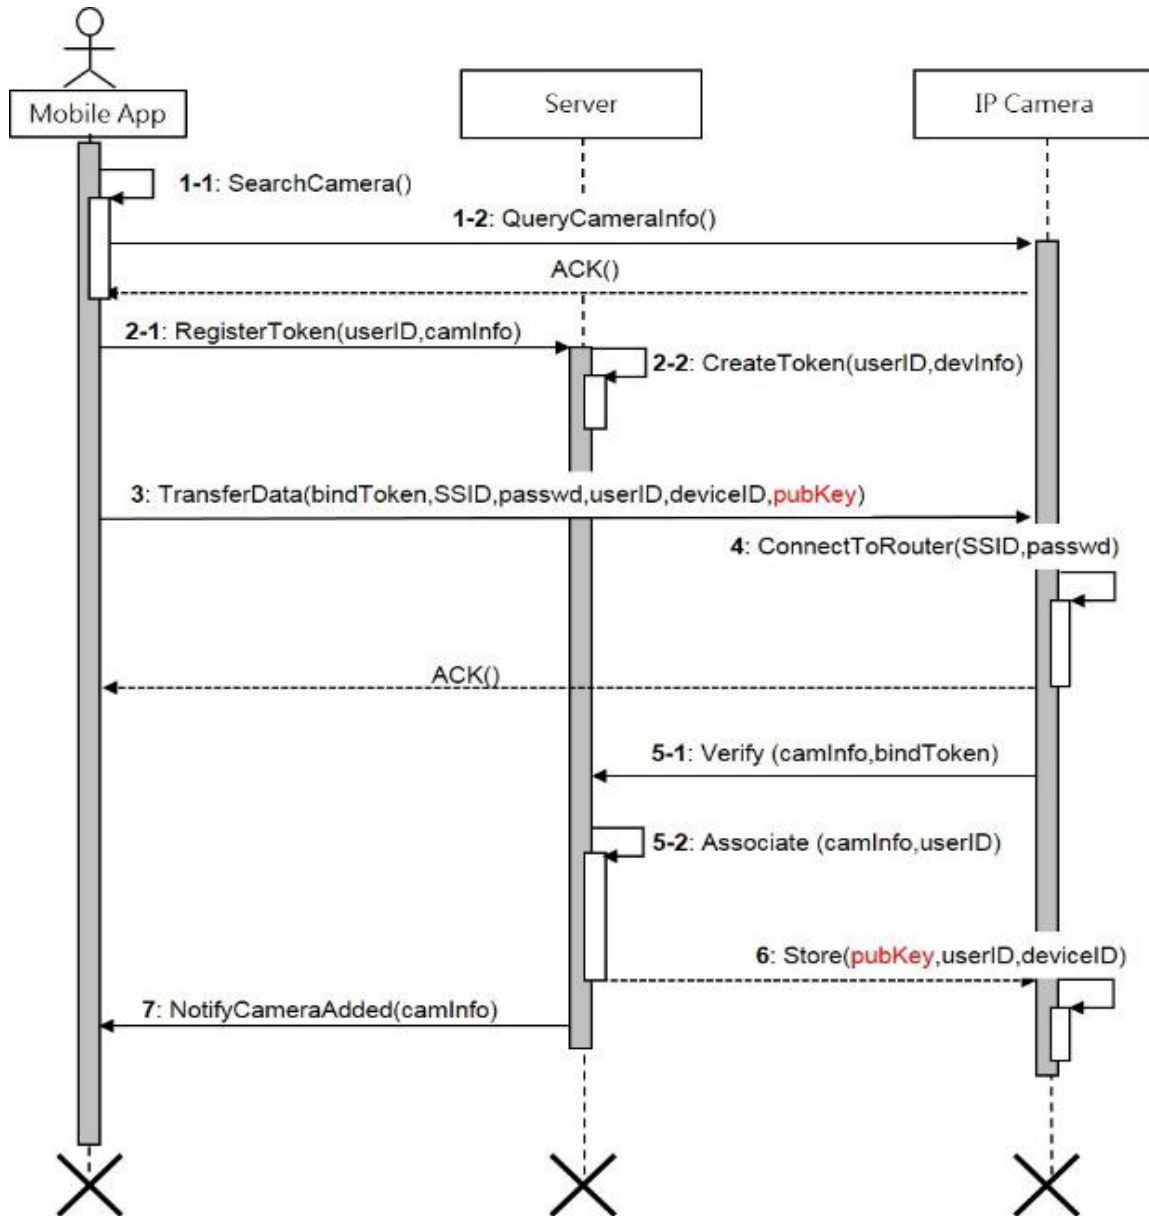 Mobile App
Server
IP Camera
1-1: SearchCamera()
1-2: QueryCameraInfo()
ACK()
2-1: RegisterToken(userID,camInfo)
2-2: CreateToken(userID,devInfo)
3: TransferData(bindToken,SSID,passwd,userID,deviceID,pubKey)
4: ConnectToRouter(SSID,passwd)
ACK()
5-1: Verify (camInfo,bindToken)
5-2: Associate (camInfo,userID)
6: Store(pubKey,userID,deviceID)
7: NotifyCameraAdded(camInfo)